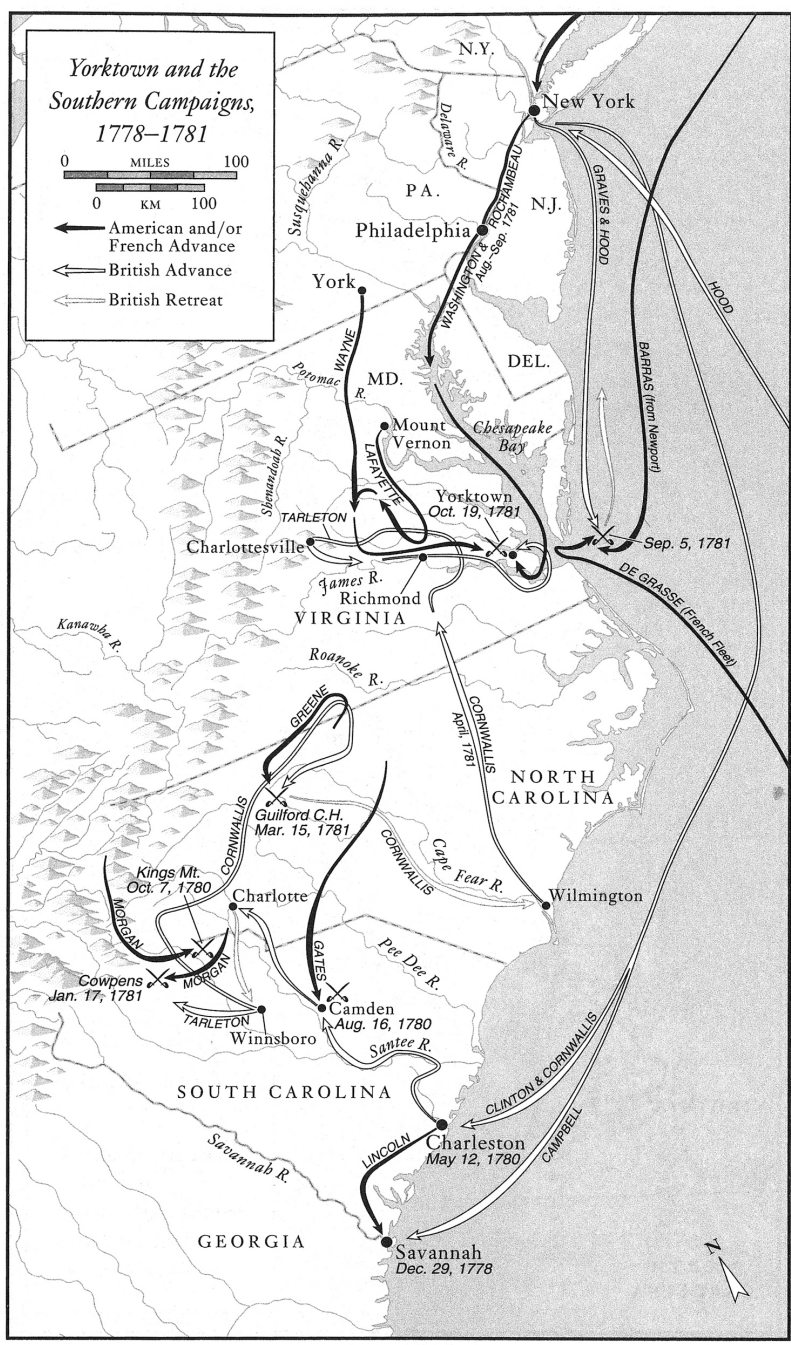 Yorktown and the
Southern Campaigns,
1778–1781
0 MILES 100
0 KM 100
American and/or
French Advance
British Advance
British Retreat
N.Y.
New York
Delaware R.
Susquehanna R.
PA.
N.J.
ROCHAMBEAU
WASHINGTON &
Aug.–Sep. 1781
GRAVES & HOOD
Philadelphia
HOOD
York
WAYNE
BARRAS (from Newport)
DEL.
MD.
Potomac
R.
Mount
Vernon
Chesapeake
Bay
Shenandoah R.
LAFAYETTE
Yorktown
Oct. 19, 1781
TARLETON
Charlottesville
Sep. 5, 1781
James R.
Richmond
DE GRASSE (French Fleet)
VIRGINIA
Kanawha R.
Roanoke
R.
GREENE
CORNWALLIS
April, 1781
NORTH
CAROLINA
Guilford C.H.
Mar. 15, 1781
CORNWALLIS
CORNWALLIS
Cape Fear R.
Kings Mt.
Oct. 7, 1780
Charlotte
Wilmington
MORGAN
GATES
Pee Dee R.
MORGAN
Cowpens
Jan. 17, 1781
TARLETON
Winnsboro
Camden
Aug. 16, 1780
Santee R.
SOUTH CAROLINA
CLINTON & CORNWALLIS
CAMPBELL
Charleston
May 12, 1780
LINCOLN
Savannah R.
GEORGIA
Savannah
Dec. 29, 1778
N